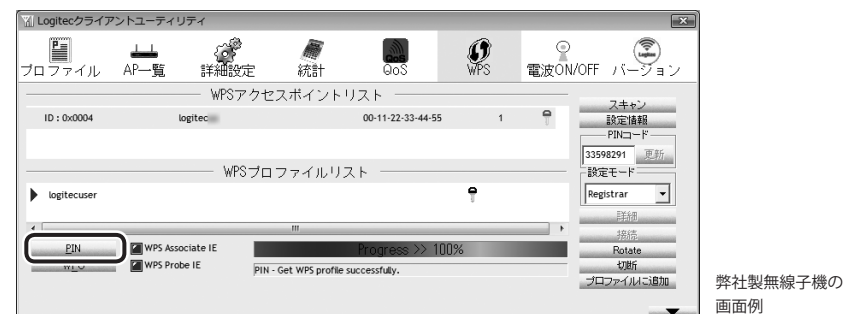 Logitecクライアントユーティリティ
プロファイル AP一覧 詳細設定 統計 QoS WPS 電波ON/OFF バージョン
WPSアクセスポイントリスト
ID : 0x0004 logitec 00-11-22-33-44-55 1
WPSプロファイルリスト
logitecuser
スキャン
設定情報
PINコード
33598291 更新
設定モード
Registrar
詳細
接続
Rotate
切断
プロファイルに追加
PIN WPS Associate IE Progress >> 100%
WPS Probe IE PIN - Get WPS profile successfully.
弊社製無線子機の
画面例